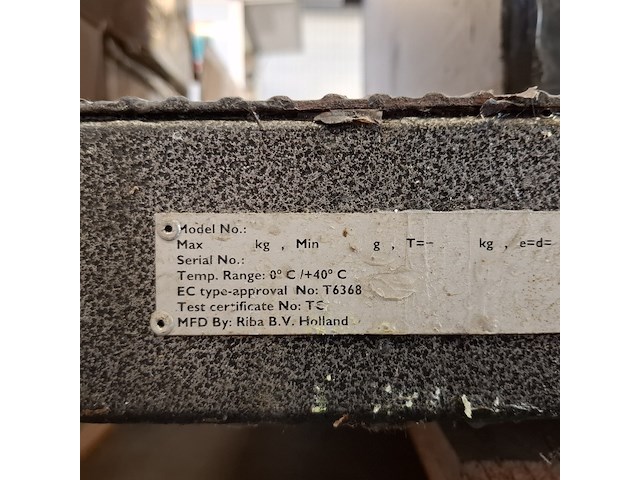 Model No.:
Max kg , Min g , T=- kg , e=d=
Serial No.:
Temp. Range: 0° C /+40° C
EC type-approval No: T6368
Test certificate No: TC
MFD By: Riba B.V. Holland